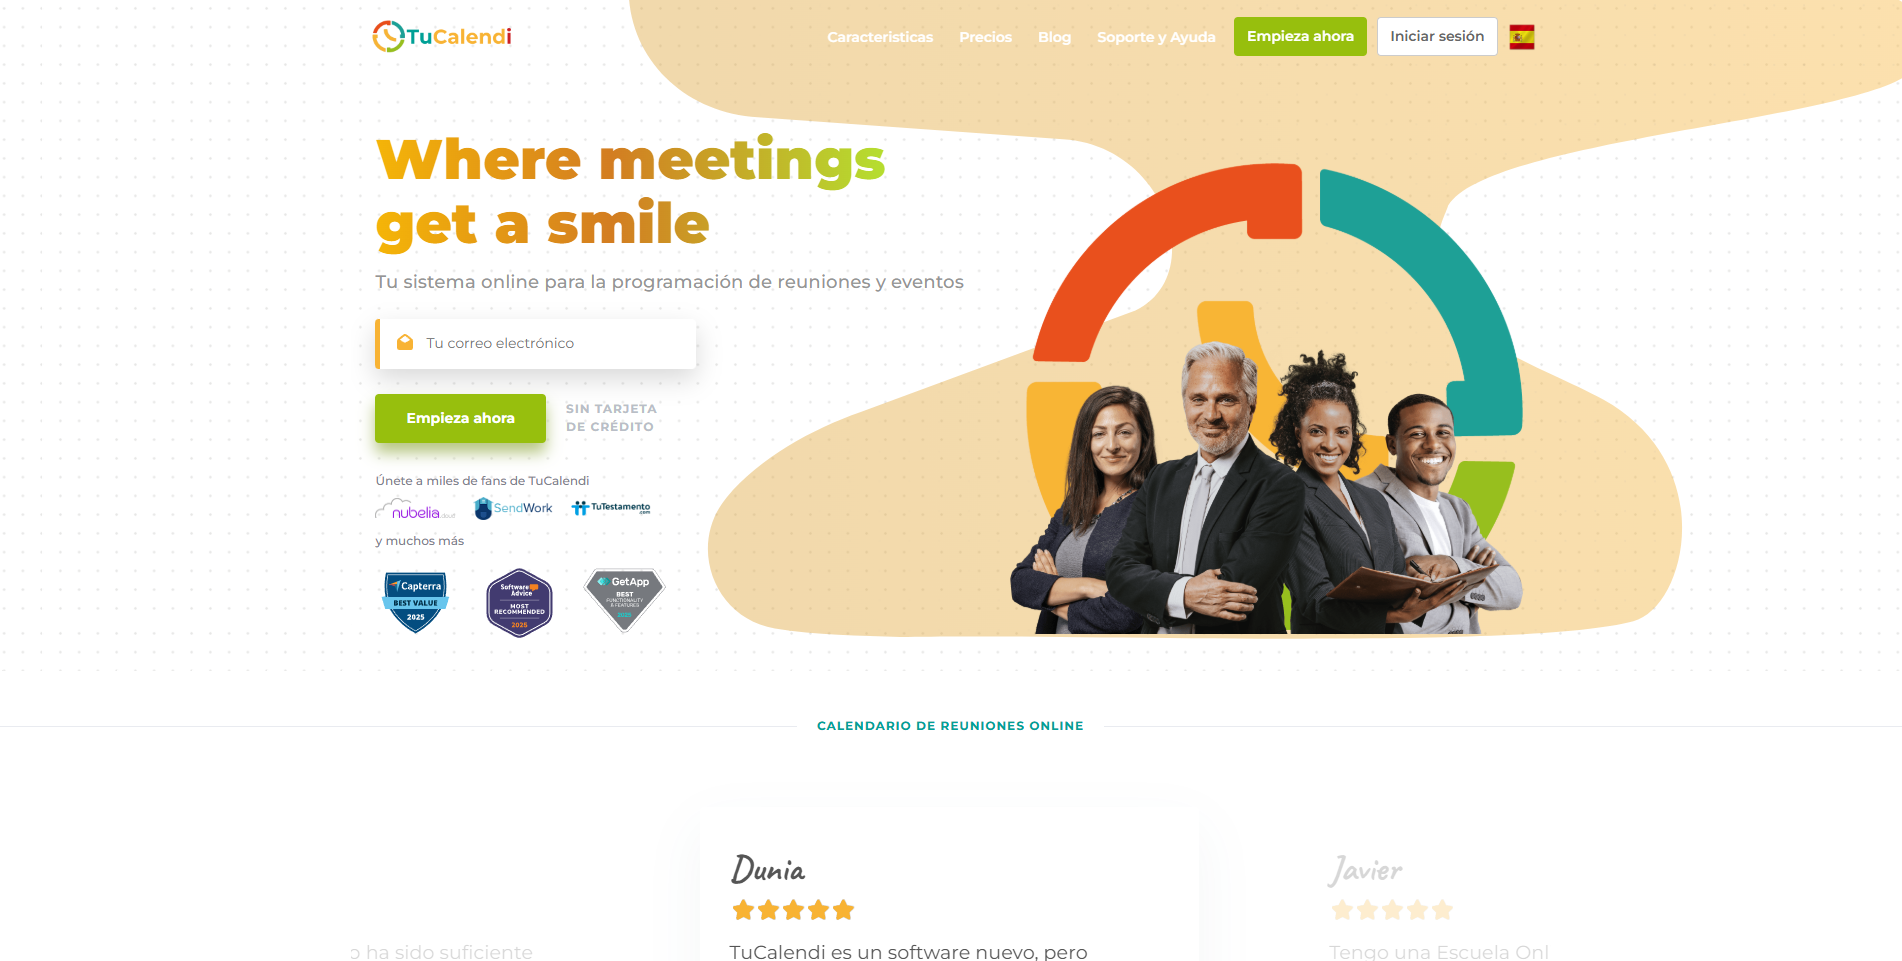 TuCalendi
Caracteristicas
Precios
Blog
Soporte y Ayuda
Empieza ahora
Iniciar sesión
Where meetings
get a smile
Tu sistema online para la programación de reuniones y eventos
Tu correo electrónico
Empieza ahora
SIN TARJETA
DE CRÉDITO
Únete a miles de fans de TuCalendi
nubelia
SendWork
TuTestamento
.com
y muchos más
Capterra
BEST VALUE
2025
Software
Advice
MOST
RECOMMENDED
2025
GetApp
BEST
FUNCTIONALITY
& FEATURES
2025
CALENDARIO DE REUNIONES ONLINE
Dunia
Javier
o ha sido suficiente
TuCalendi es un software nuevo, pero
Tengo una Escuela Onl